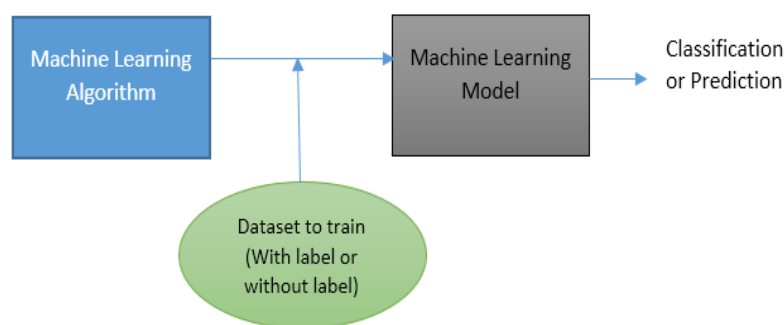 Machine Learning
Algorithm
Machine Learning
Model
Classification
or Prediction
Dataset to train
(With label or
without label)